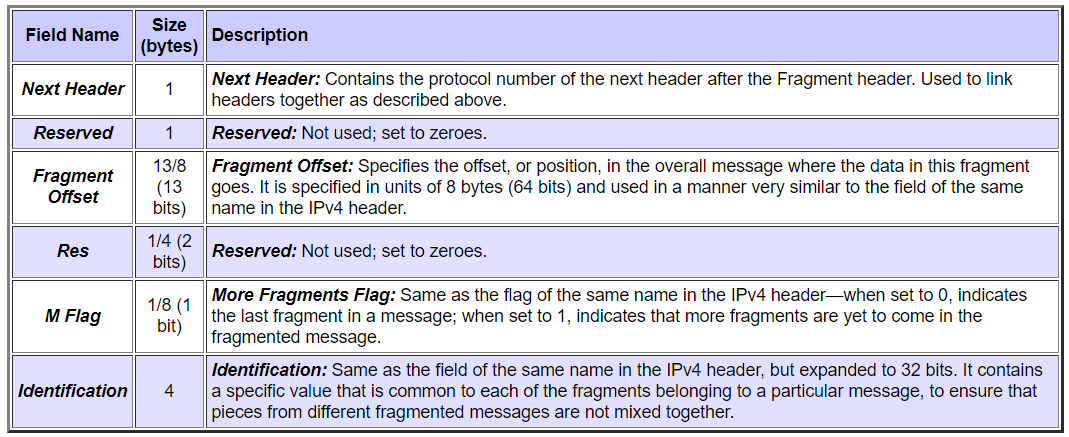 Field Name
Size
(bytes)
Description
Next Header
1
Next Header: Contains the protocol number of the next header after the Fragment header. Used to link
headers together as described above.
Reserved
1
Reserved: Not used; set to zeroes.
Fragment
Offset
13/8
(13
bits)
Fragment Offset: Specifies the offset, or position, in the overall message where the data in this fragment
goes. It is specified in units of 8 bytes (64 bits) and used in a manner very similar to the field of the same
name in the IPv4 header.
Res
1/4 (2
bits)
Reserved: Not used; set to zeroes.
M Flag
1/8 (1
bit)
More Fragments Flag: Same as the flag of the same name in the IPv4 header—when set to 0, indicates
the last fragment in a message; when set to 1, indicates that more fragments are yet to come in the
fragmented message.
Identification
4
Identification: Same as the field of the same name in the IPv4 header, but expanded to 32 bits. It contains
a specific value that is common to each of the fragments belonging to a particular message, to ensure that
pieces from different fragmented messages are not mixed together.